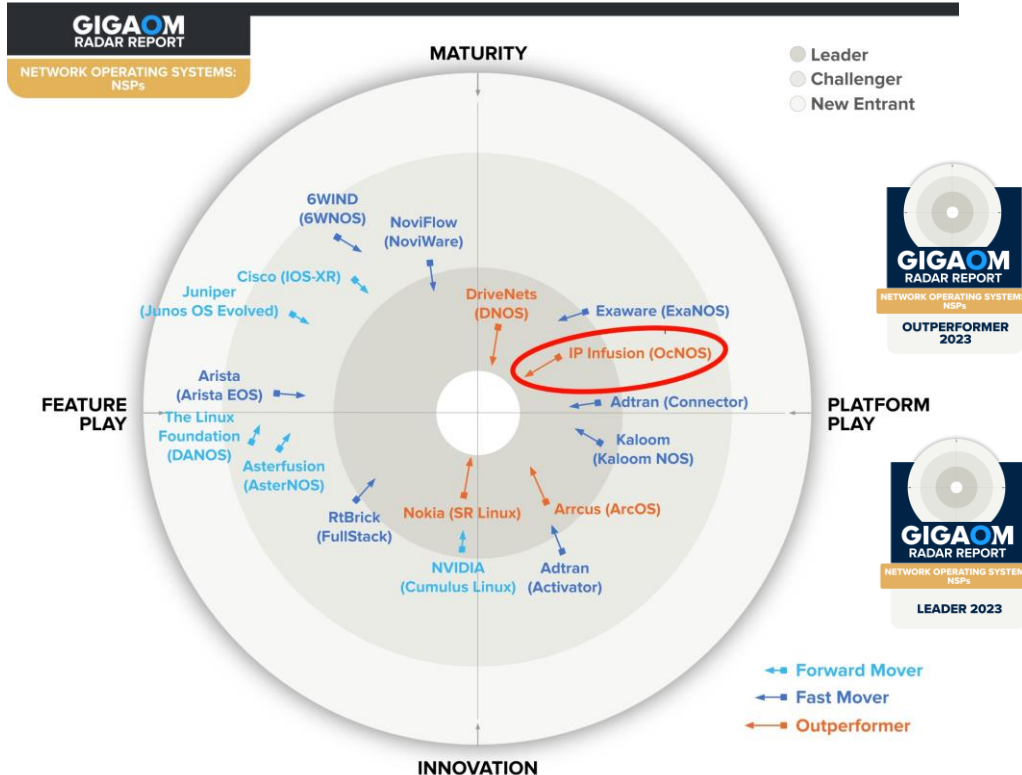 GIGAOM
RADAR REPORT
NETWORK OPERATING SYSTEMS:
NSPs
MATURITY
Leader
Challenger
New Entrant
6WIND
(6WNOS)
NoviFlow
(NoviWare)
Cisco (IOS-XR)
Juniper
(Junos OS Evolved)
DriveNets
(DNOS)
Exaware (ExaNOS)
IP Infusion (OcNOS)
Arista
(Arista EOS)
Adtran (Connector)
FEATURE
PLAY
PLATFORM
PLAY
The Linux
Foundation
(DANOS)
Asterfusion
(AsterNOS)
Kaloom
(Kaloom NOS)
RtBrick
(FullStack)
Nokia (SR Linux)
Arrcus (ArcOS)
NVIDIA
(Cumulus Linux)
Adtran
(Activator)
INNOVATION
GIGAOM
RADAR REPORT
NETWORK OPERATING SYSTEMS
NSPs
OUTPERFORMER
2023
GIGAOM
RADAR REPORT
NETWORK OPERATING SYSTEM
NSPs
LEADER 2023
Forward Mover
Fast Mover
Outperformer